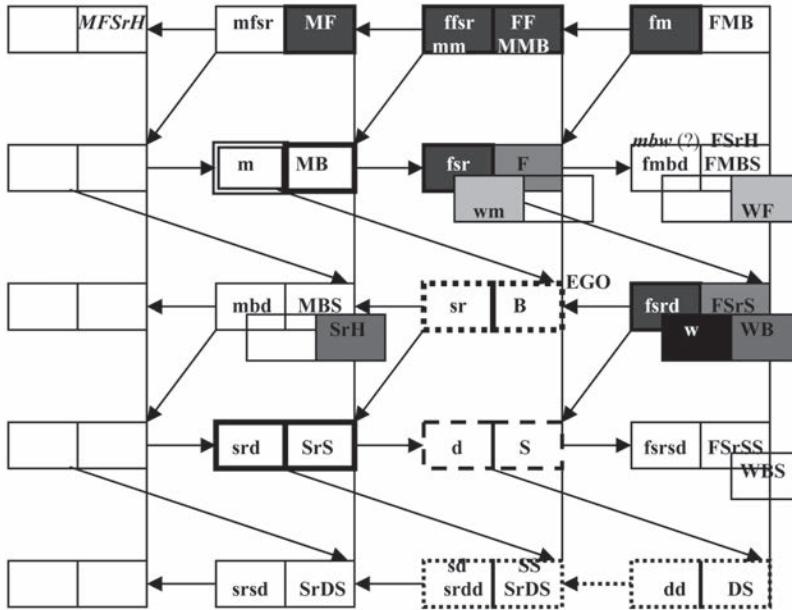 MFSrH mfsr MF ffsr FF fm FMB
mm MMB
mbw (?) FSrH
m MB fsr F fmbd FMBS
wm WF
EGO
mbd MBS sr B fsrd FSrS
SrH w WB
srd SrS d S fsrsd FSrSS
WBS
sd SS
srsd SrDS srdd SrDS dd DS